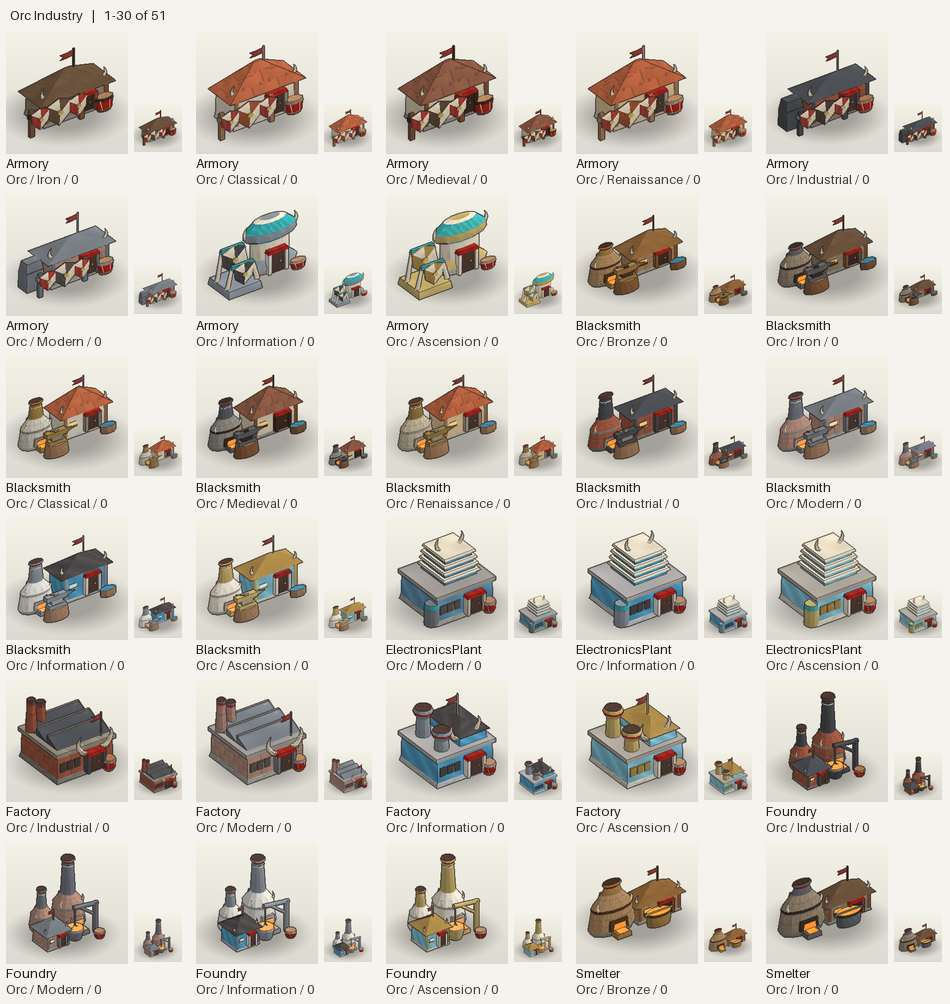 Orc Industry | 1-30 of 51
Armory
Orc / Iron / 0
Armory
Orc / Classical / 0
Armory
Orc / Medieval / 0
Armory
Orc / Renaissance / 0
Armory
Orc / Industrial / 0
Armory
Orc / Modern / 0
Armory
Orc / Information / 0
Armory
Orc / Ascension / 0
Blacksmith
Orc / Bronze / 0
Blacksmith
Orc / Iron / 0
Blacksmith
Orc / Classical / 0
Blacksmith
Orc / Medieval / 0
Blacksmith
Orc / Renaissance / 0
Blacksmith
Orc / Industrial / 0
Blacksmith
Orc / Modern / 0
Blacksmith
Orc / Information / 0
Blacksmith
Orc / Ascension / 0
ElectronicsPlant
Orc / Modern / 0
ElectronicsPlant
Orc / Information / 0
ElectronicsPlant
Orc / Ascension / 0
Factory
Orc / Industrial / 0
Factory
Orc / Modern / 0
Factory
Orc / Information / 0
Factory
Orc / Ascension / 0
Foundry
Orc / Industrial / 0
Foundry
Orc / Modern / 0
Foundry
Orc / Information / 0
Foundry
Orc / Ascension / 0
Smelter
Orc / Bronze / 0
Smelter
Orc / Iron / 0